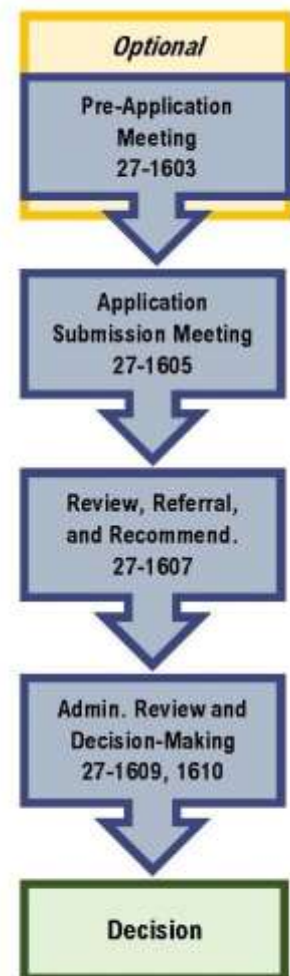 Optional
Pre-Application
Meeting
27-1603
Application
Submission Meeting
27-1605
Review, Referral,
and Recommend.
27-1607
Admin. Review and
Decision-Making
27-1609, 1610
Decision